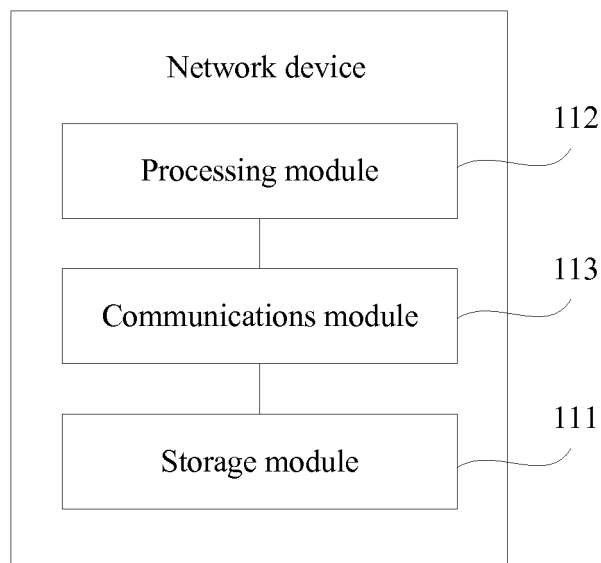 Network device
112
Processing module
113
Communications module
111
Storage module